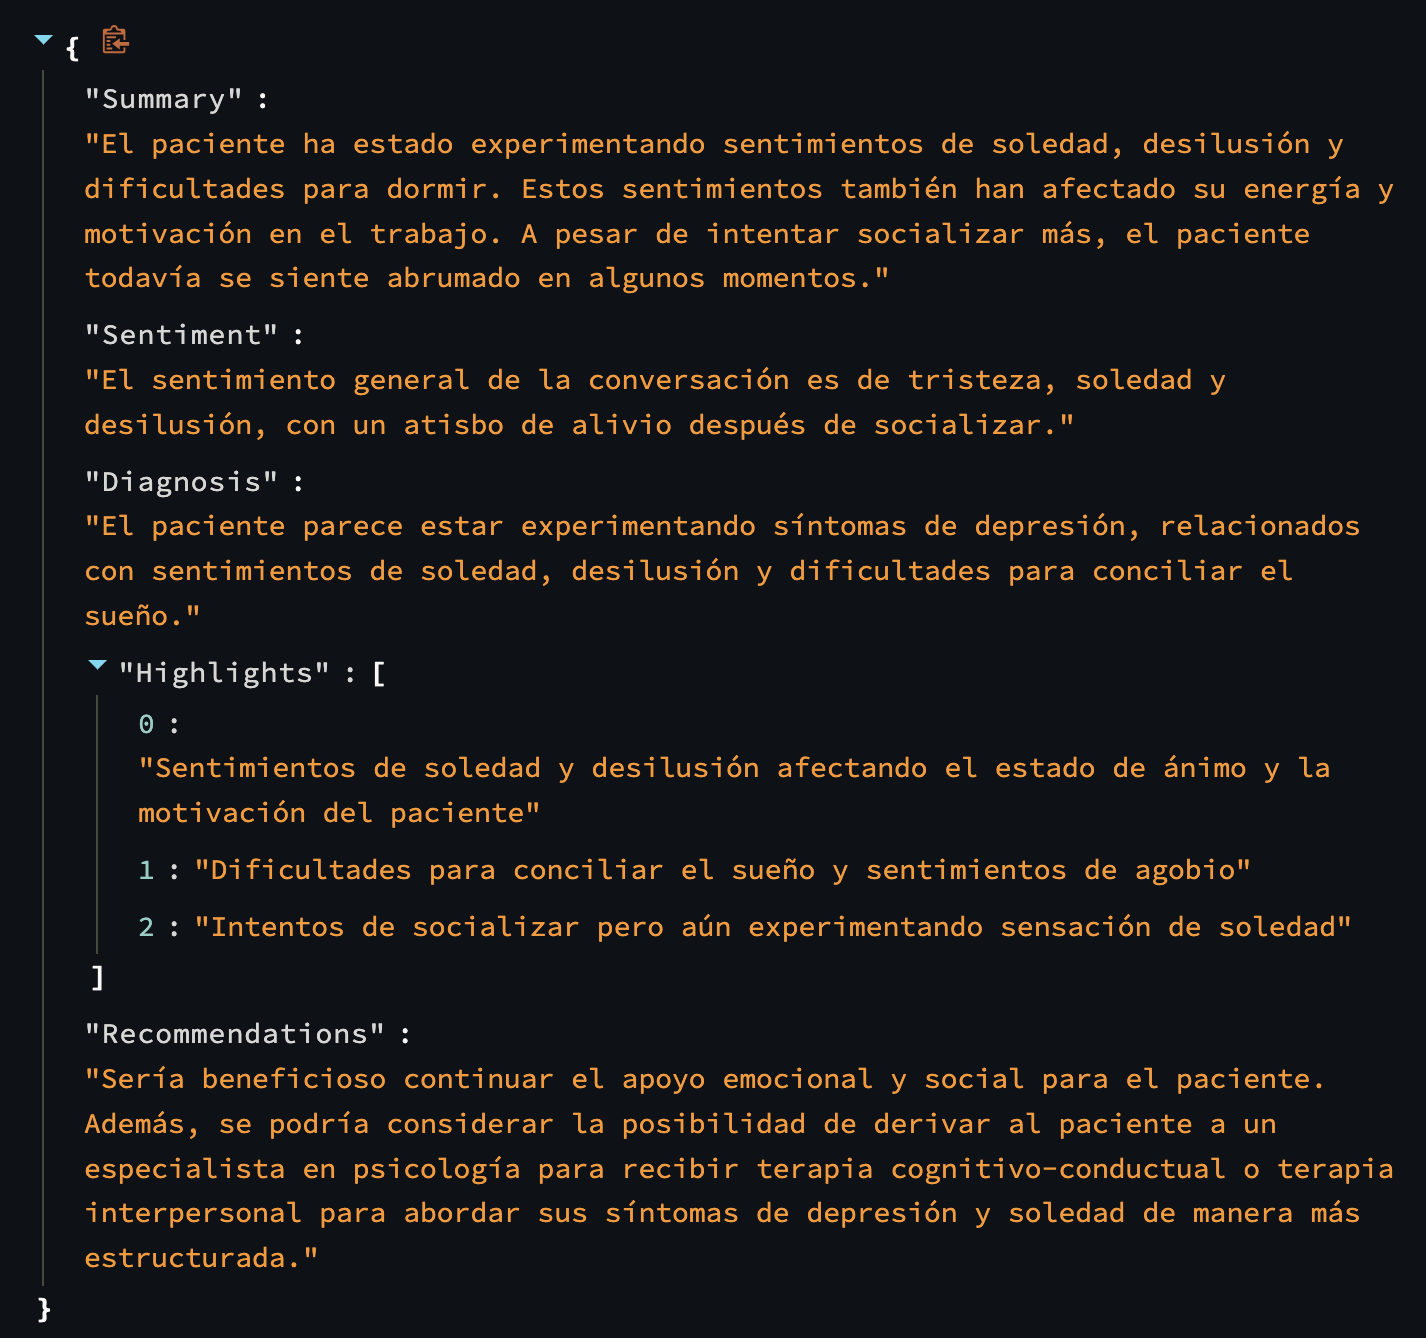 {
"Summary" :
"El paciente ha estado experimentando sentimientos de soledad, desilusión y
dificultades para dormir. Estos sentimientos también han afectado su energía y
motivación en el trabajo. A pesar de intentar socializar más, el paciente
todavía se siente abrumado en algunos momentos."
"Sentiment" :
"El sentimiento general de la conversación es de tristeza, soledad y
desilusión, con un atisbo de alivio después de socializar."
"Diagnosis" :
"El paciente parece estar experimentando síntomas de depresión, relacionados
con sentimientos de soledad, desilusión y dificultades para conciliar el
sueño."
"Highlights" : [
0 :
"Sentimientos de soledad y desilusión afectando el estado de ánimo y la
motivación del paciente"
1 : "Dificultades para conciliar el sueño y sentimientos de agobio"
2 : "Intentos de socializar pero aún experimentando sensación de soledad"
]
"Recommendations" :
"Sería beneficioso continuar el apoyo emocional y social para el paciente.
Además, se podría considerar la posibilidad de derivar al paciente a un
especialista en psicología para recibir terapia cognitivo-conductual o terapia
interpersonal para abordar sus síntomas de depresión y soledad de manera más
estructurada."
}